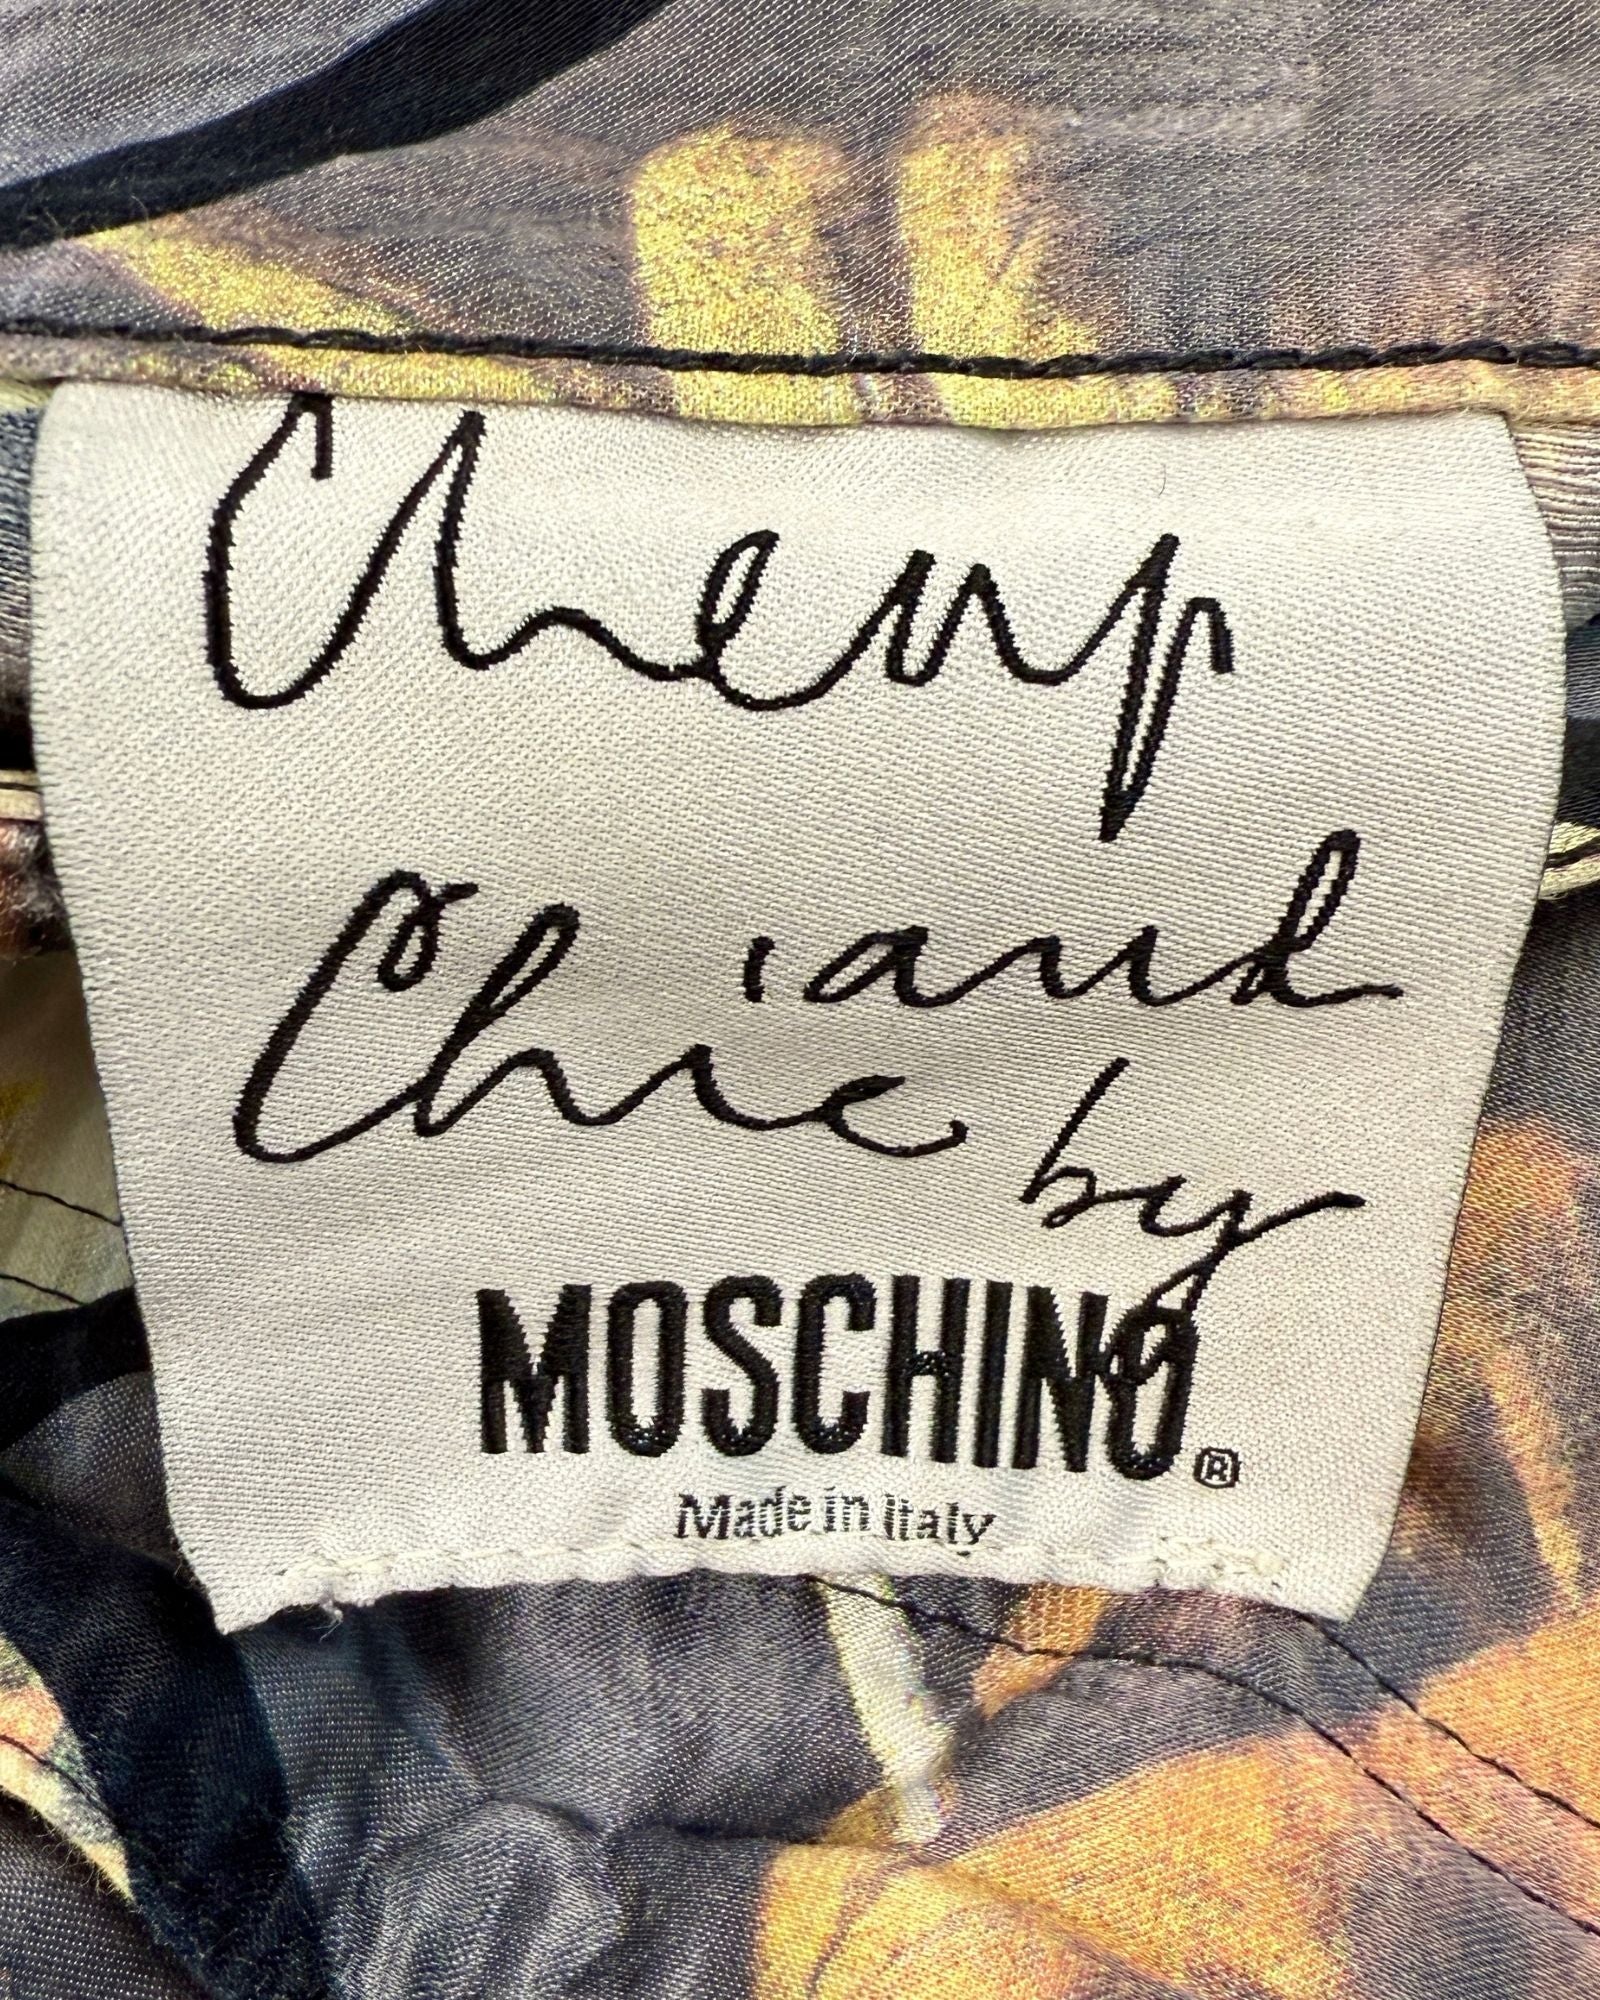 Cheap
and
Chic by
MOSCHINO®
Made in Italy